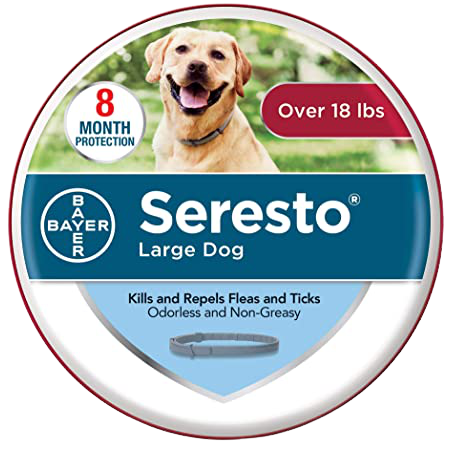 8
MONTH
PROTECTION
Over 18 lbs
BAYER
BAYER
Seresto®
Large Dog
Kills and Repels Fleas and Ticks
Odorless and Non-Greasy